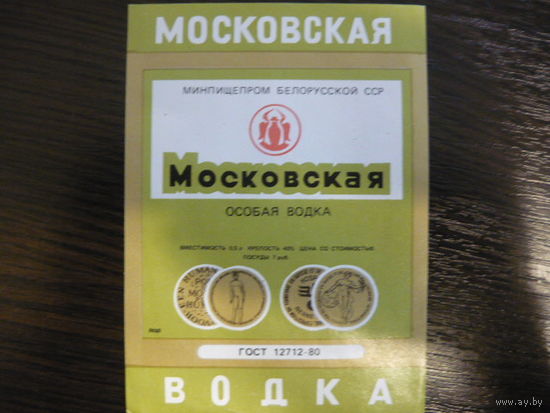 МОСКОВСКАЯ
МИНПИЩЕПРОМ БЕЛОРУССКОЙ ССР
Московская
ОСОБАЯ ВОДКА
ВМЕСТИМОСТЬ 0,5 л КРЕПОСТЬ 40% ЦЕНА СО СТОИМОСТЬЮ
ПОСУДЫ 7 руб.
ГОСТ 12712-80
ВОДКА
www.ay.by